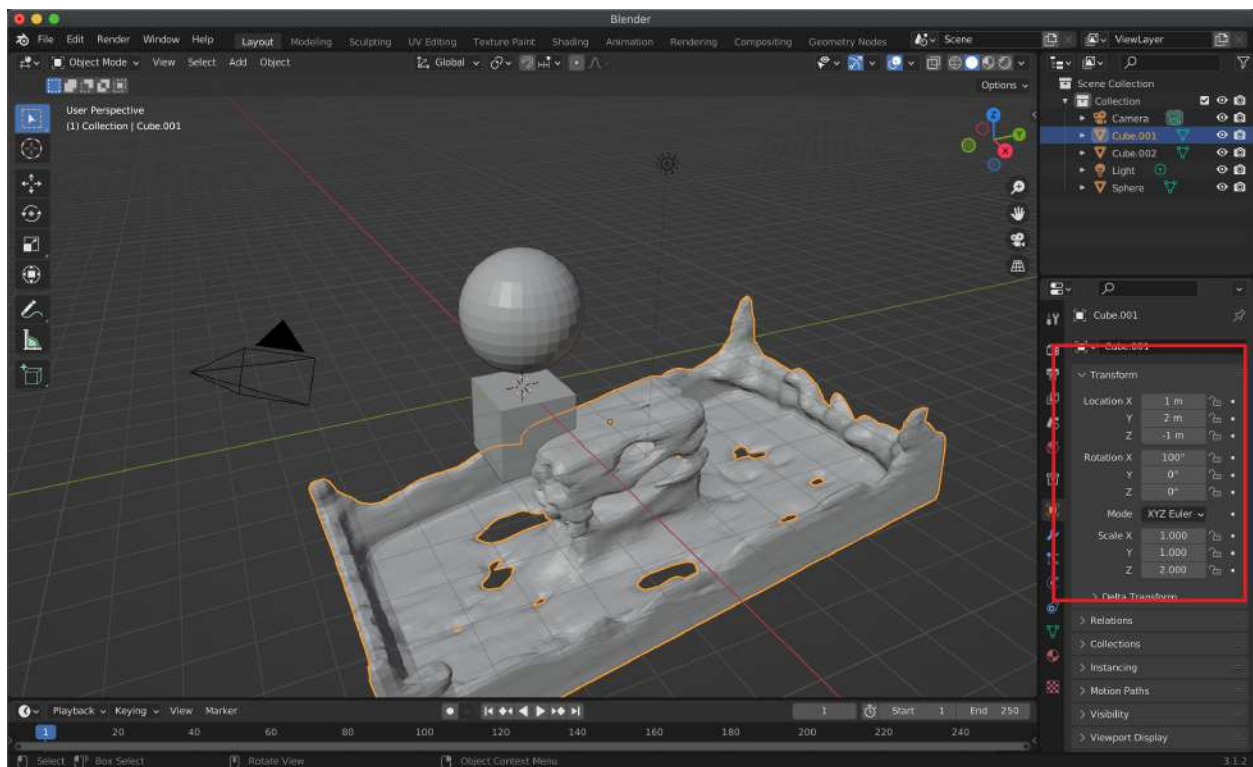 Blender
File Edit Render Window Help Layout Modeling Sculpting UV Editing Texture Paint Shading Animation Rendering Compositing Geometry Nodes Scene ViewLayer
Object Mode View Select Add Object Global
Options
User Perspective
(1) Collection | Cube.001
Scene Collection
Collection
Camera
Cube.001
Cube.002
Light
Sphere
Cube.001
Cube.001
Transform
Location X 1 m
Y 2 m
Z -1 m
Rotation X 100°
Y 0°
Z 0°
Mode XYZ Euler
Scale X 1.000
Y 1.000
Z 2.000
Delta Transform
Relations
Collections
Instancing
Motion Paths
Visibility
Viewport Display
Playback Keying View Marker 1 Start 1 End 250
1 20 40 60 80 100 120 140 160 180 200 220 240
Select Box Select Rotate View Object Context Menu 3.1.2